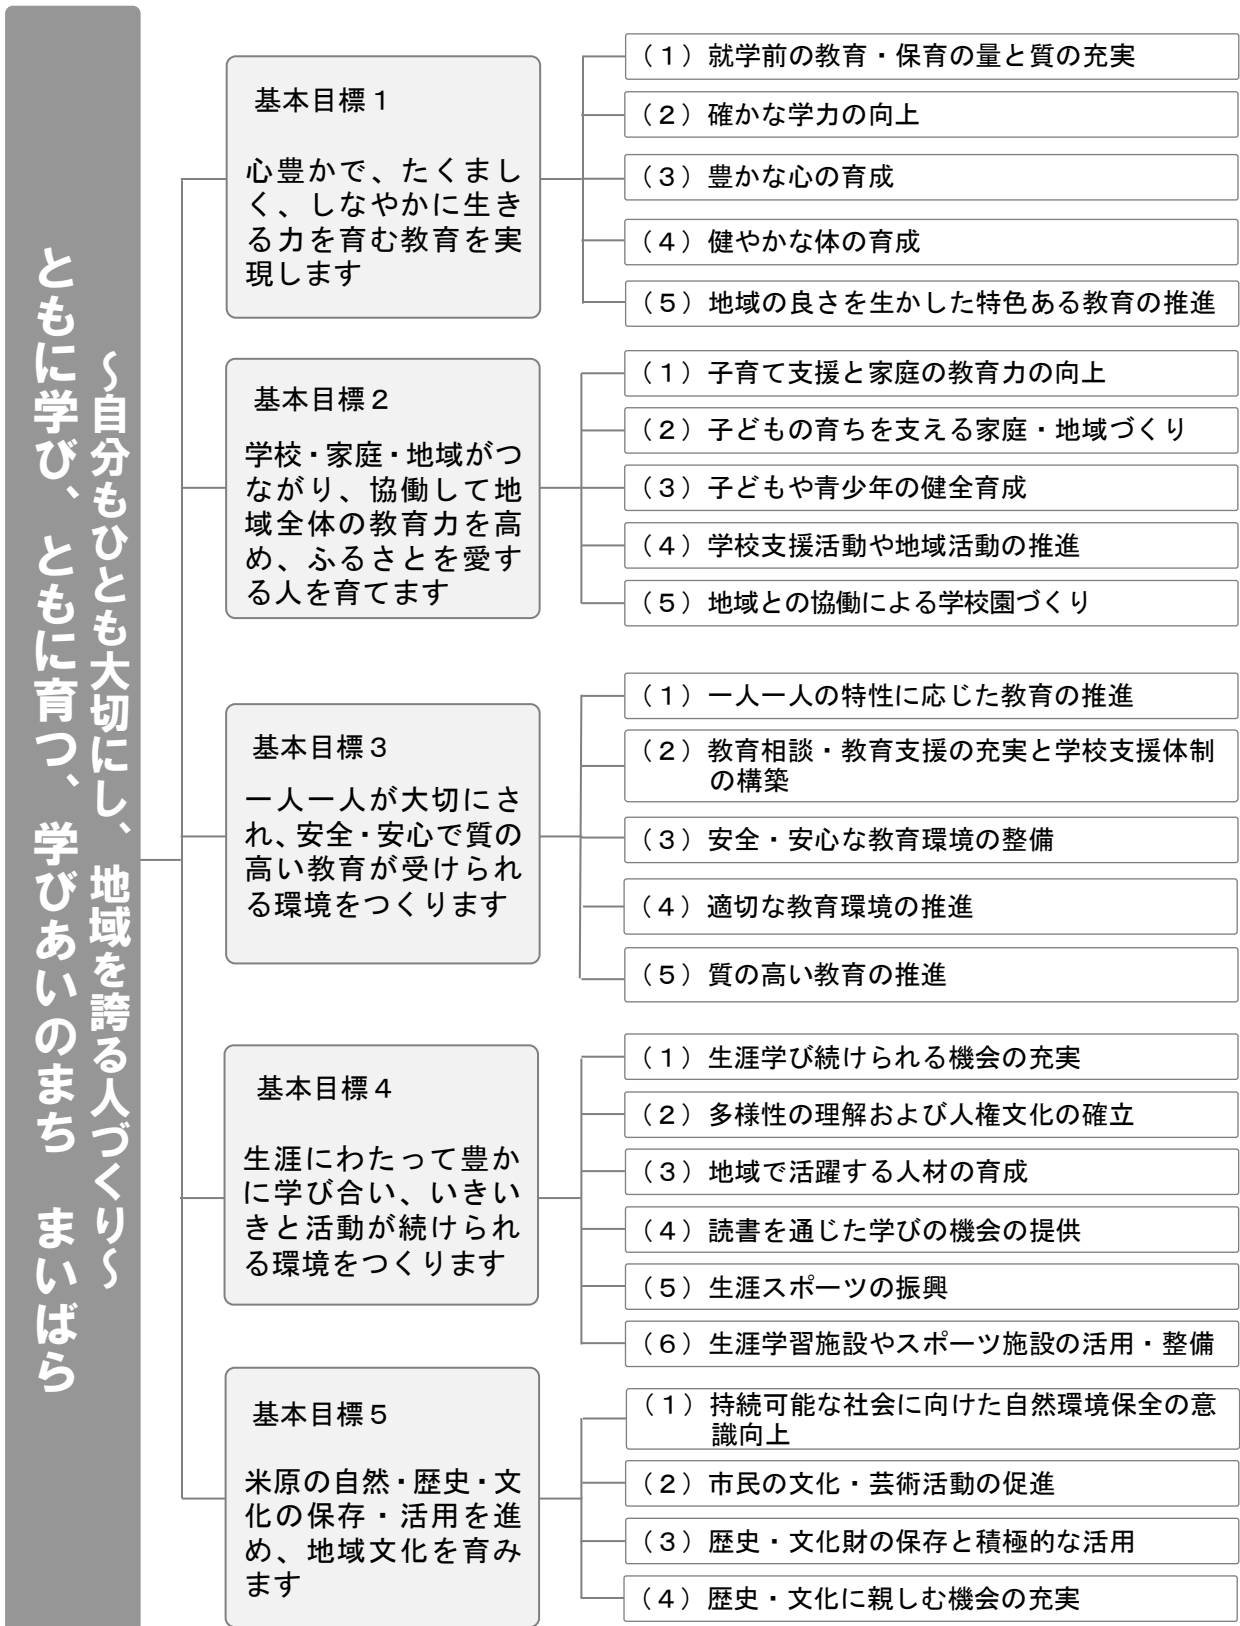 ともに学び、ともに育つ、学びあいのまち　まいばら
～自分もひとも大切にし、地域を誇る人づくり～
基本目標１
心豊かで、たくまし
く、しなやかに生き
る力を育む教育を実
現します
（１）就学前の教育・保育の量と質の充実
（２）確かな学力の向上
（３）豊かな心の育成
（４）健やかな体の育成
（５）地域の良さを生かした特色ある教育の推進
基本目標２
学校・家庭・地域がつ
ながり、協働して地
域全体の教育力を高
め、ふるさとを愛す
る人を育てます
（１）子育て支援と家庭の教育力の向上
（２）子どもの育ちを支える家庭・地域づくり
（３）子どもや青少年の健全育成
（４）学校支援活動や地域活動の推進
（５）地域との協働による学校園づくり
基本目標３
一人一人が大切にさ
れ、安全・安心で質の
高い教育が受けられ
る環境をつくります
（１）一人一人の特性に応じた教育の推進
（２）教育相談・教育支援の充実と学校支援体制
の構築
（３）安全・安心な教育環境の整備
（４）適切な教育環境の推進
（５）質の高い教育の推進
基本目標４
生涯にわたって豊か
に学び合い、いきい
きと活動が続けられ
る環境をつくります
（１）生涯学び続けられる機会の充実
（２）多様性の理解および人権文化の確立
（３）地域で活躍する人材の育成
（４）読書を通じた学びの機会の提供
（５）生涯スポーツの振興
（６）生涯学習施設やスポーツ施設の活用・整備
基本目標５
米原の自然・歴史・文
化の保存・活用を進
め、地域文化を育み
ます
（１）持続可能な社会に向けた自然環境保全の意
識向上
（２）市民の文化・芸術活動の促進
（３）歴史・文化財の保存と積極的な活用
（４）歴史・文化に親しむ機会の充実